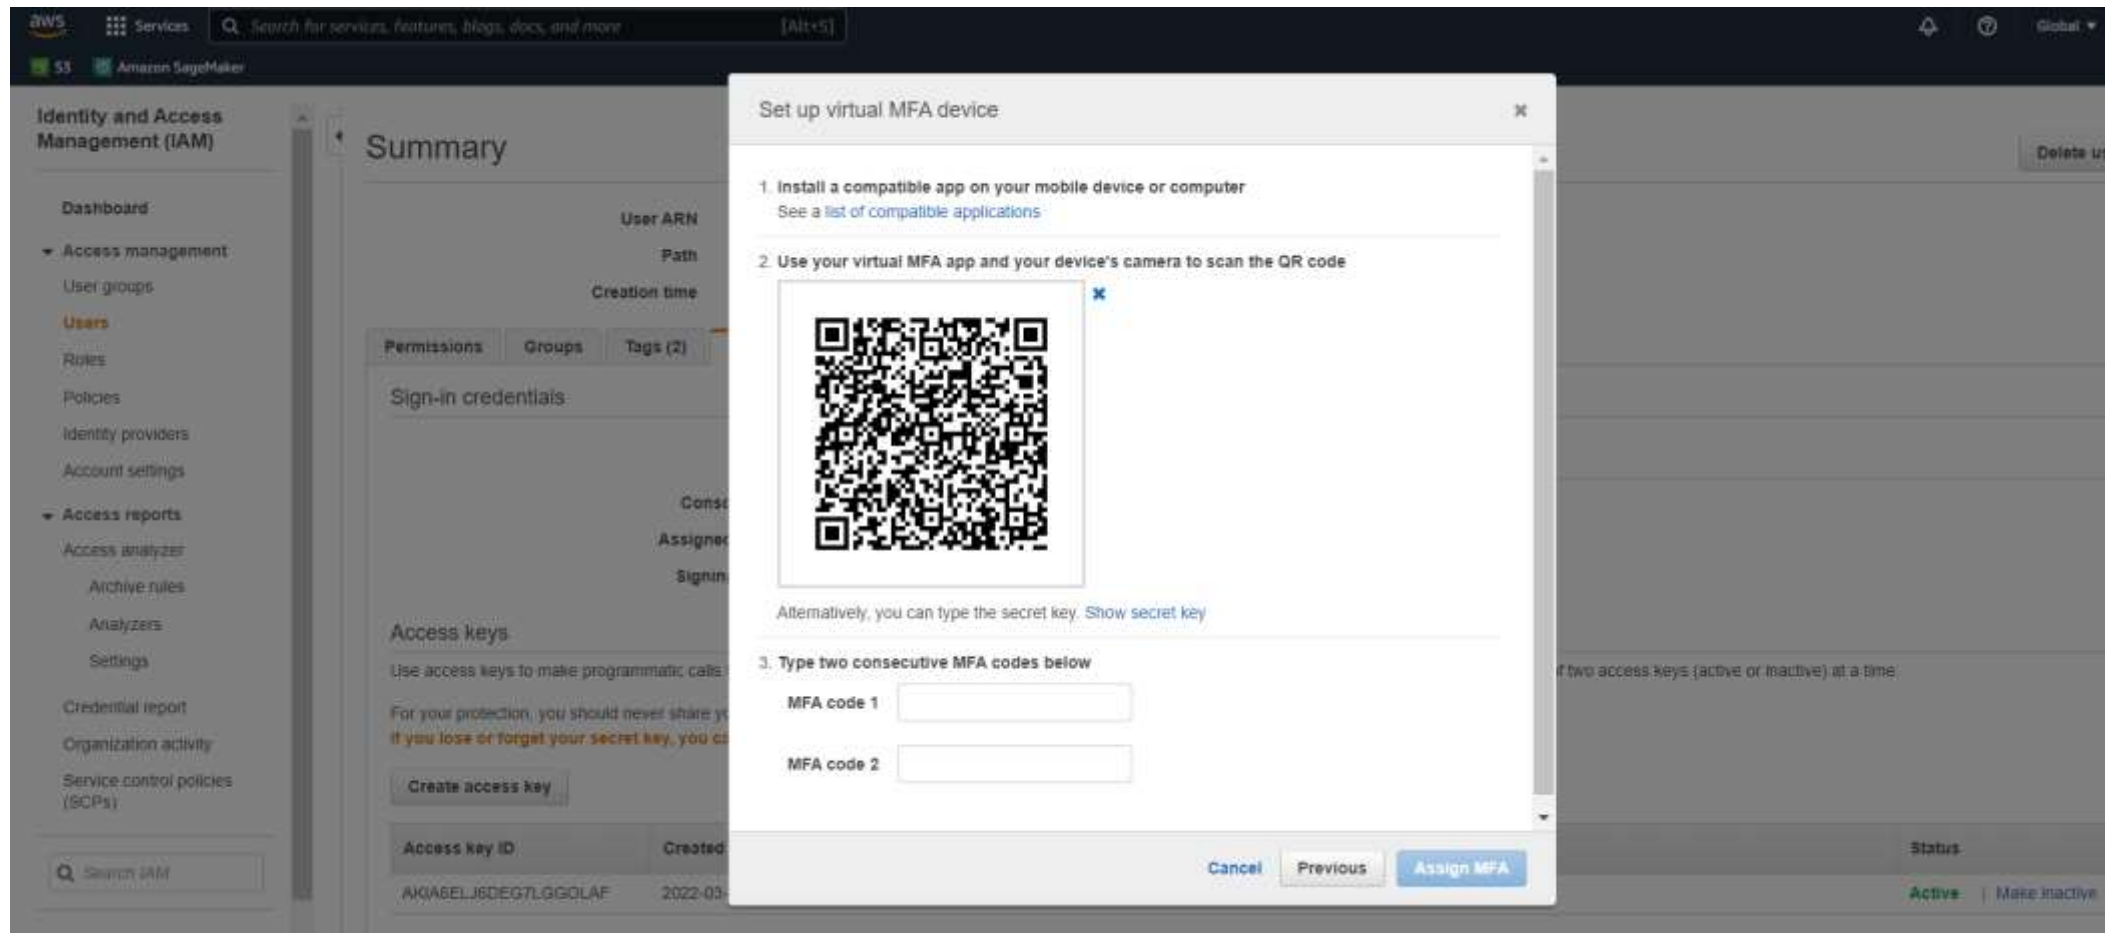 aws
Services
Search for services, features, blogs, docs, and more
[Alt+S]
Global
S3
Amazon SageMaker
Identity and Access
Management (IAM)
Dashboard
Access management
User groups
Users
Roles
Policies
Identity providers
Account settings
Access reports
Access analyzer
Archive rules
Analyzers
Settings
Credential report
Organization activity
Service control policies
(SCPs)
Search IAM
Summary
Delete us
User ARN
Path
Creation time
Permissions
Groups
Tags (2)
Sign-in credentials
Conso
Assigned
Signin
Access keys
Use access keys to make programmatic calls
of two access keys (active or inactive) at a time.
For your protection, you should never share yo
If you lose or forget your secret key, you ca
Create access key
Access key ID
Created
Status
2022-03-
Active | Make inactive
Set up virtual MFA device
1. Install a compatible app on your mobile device or computer
See a list of compatible applications
2. Use your virtual MFA app and your device's camera to scan the QR code
Alternatively, you can type the secret key. Show secret key
3. Type two consecutive MFA codes below
MFA code 1
MFA code 2
Cancel
Previous
Assign MFA